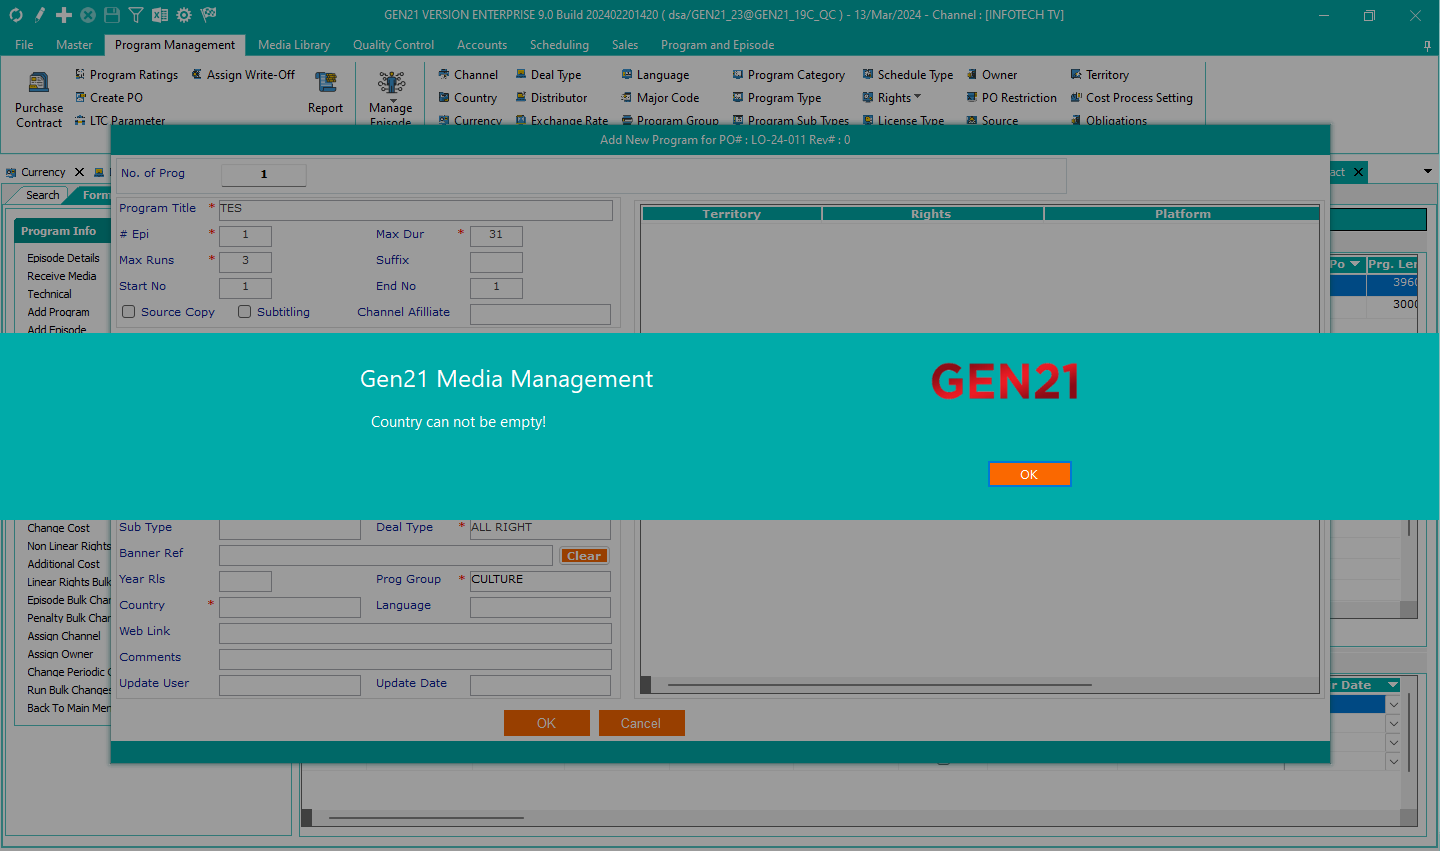 GEN21 VERSION ENTERPRISE 9.0 Build 202402201420 ( dsa/GEN21_23@GEN21_19C_QC ) - 13/Mar/2024 - Channel : [INFOTECH TV]
File Master Program Management Media Library Quality Control Accounts Scheduling Sales Program and Episode
Program Ratings Assign Write-Off Channel Deal Type Language Program Category Schedule Type Owner Territory
Purchase Contract Create PO Report Manage Episode Country Distributor Major Code Program Type Rights PO Restriction Cost Process Setting
LTC Parameter Currency Exchange Rate Program Group Program Sub Types License Type Source Obligations
Add New Program for PO# : LO-24-011 Rev# : 0
Currency
Search Form
Program Info
Episode Details
Receive Media
Technical
Add Program
Add Episode
No. of Prog 1
Program Title * TES
# Epi * 1 Max Dur * 31
Max Runs * 3 Suffix
Start No 1 End No 1
Source Copy Subtitling Channel Afilliate
Territory Rights Platform
Po Prg. Len
3960
3000
Gen21 Media Management
GEN21
Country can not be empty!
OK
Change Cost
Non Linear Rights
Additional Cost
Linear Rights Bulk
Episode Bulk Char
Penalty Bulk Char
Assign Channel
Assign Owner
Change Periodic C
Run Bulk Changes
Back To Main Men
Sub Type Deal Type * ALL RIGHT
Banner Ref Clear
Year Rls Prog Group * CULTURE
Country * Language
Web Link
Comments
Update User Update Date
OK Cancel
r Date